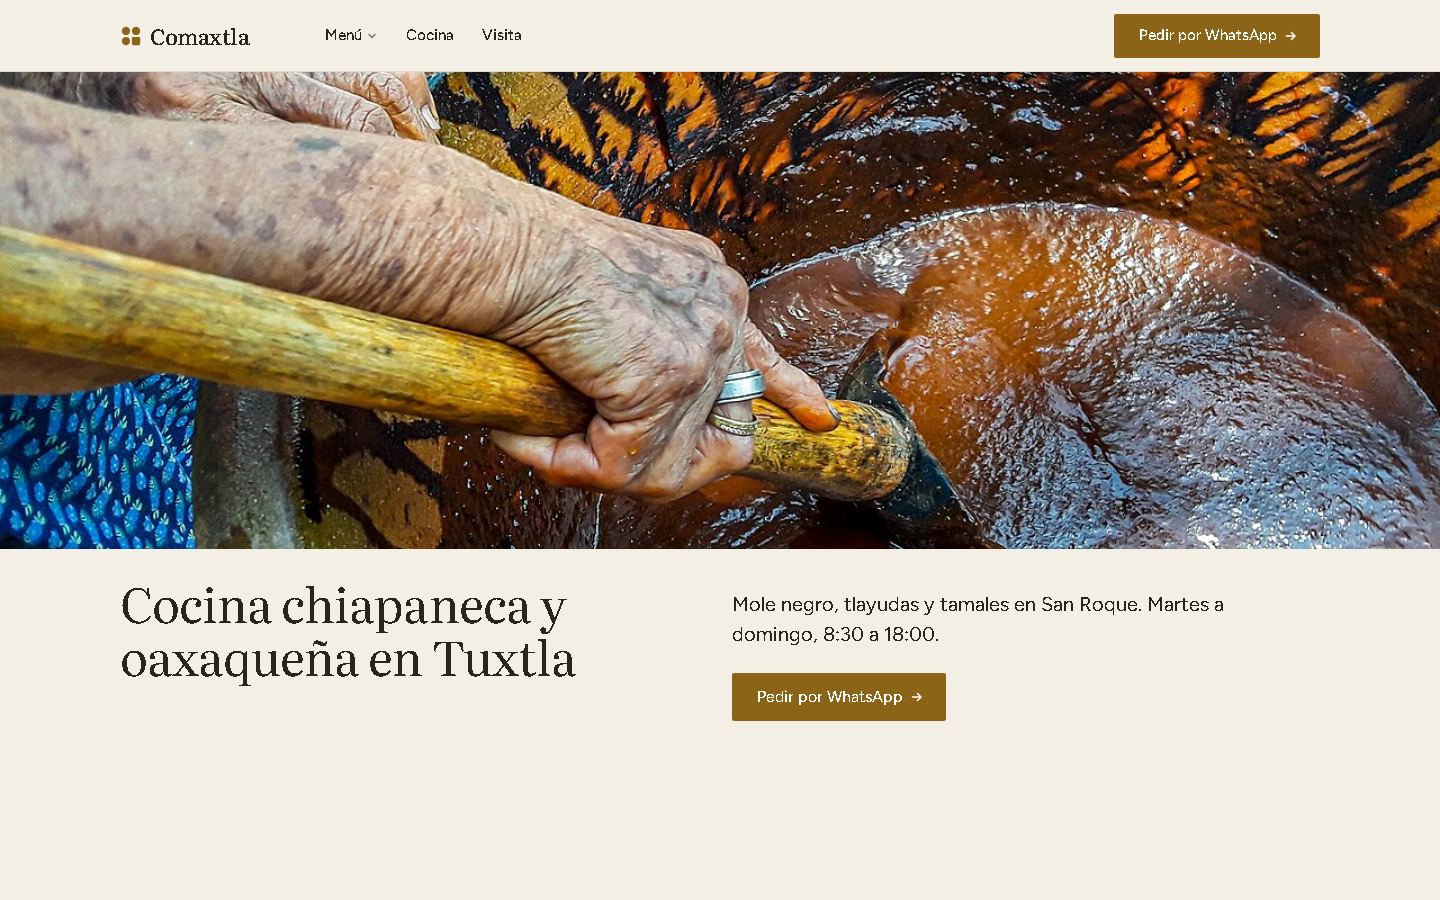 Comaxtla
Menú
Cocina
Visita
Pedir por WhatsApp →
Cocina chiapaneca y
oaxaqueña en Tuxtla
Mole negro, tlayudas y tamales en San Roque. Martes a
domingo, 8:30 a 18:00.
Pedir por WhatsApp →